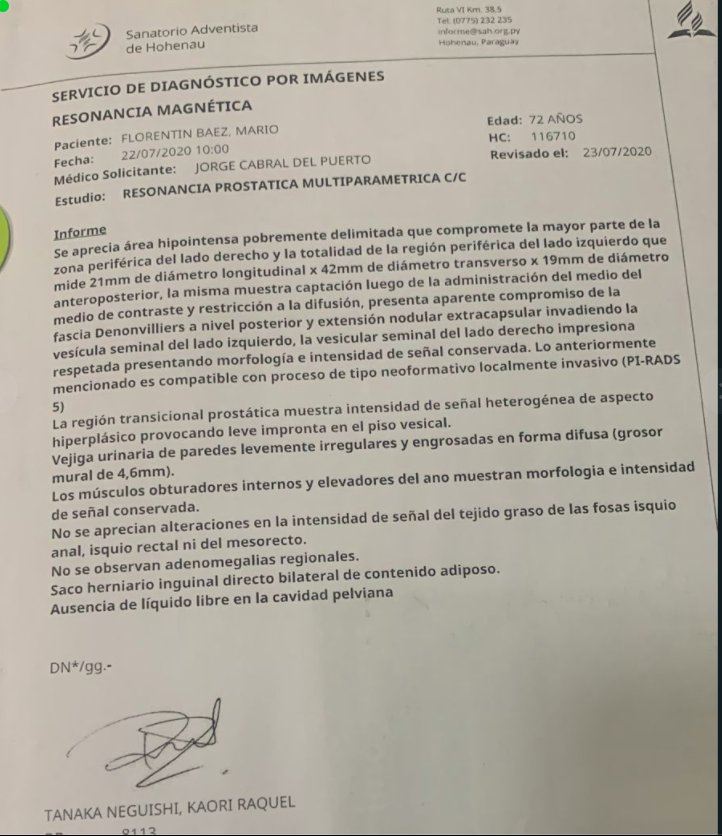 Sanatorio Adventista
de Hohenau
Ruta VI Km. 38,5
Tel: (0775) 232 235
informe@sah.org.py
Hohenau, Paraguay
SERVICIO DE DIAGNÓSTICO POR IMÁGENES
RESONANCIA MAGNÉTICA
Paciente: FLORENTIN BAEZ, MARIO
Edad: 72 AÑOS
Fecha: 22/07/2020 10:00
HC: 116710
Médico Solicitante: JORGE CABRAL DEL PUERTO
Revisado el: 23/07/2020
Estudio: RESONANCIA PROSTATICA MULTIPARAMETRICA C/C
Informe
Se aprecia área hipointensa pobremente delimitada que compromete la mayor parte de la
zona periférica del lado derecho y la totalidad de la región periférica del lado izquierdo que
mide 21mm de diámetro longitudinal x 42mm de diámetro transverso x 19mm de diámetro
anteroposterior, la misma muestra captación luego de la administración del medio del
medio de contraste y restricción a la difusión, presenta aparente compromiso de la
fascia Denonvilliers a nivel posterior y extensión nodular extracapsular invadiendo la
vesícula seminal del lado izquierdo, la vesicular seminal del lado derecho impresiona
respetada presentando morfología e intensidad de señal conservada. Lo anteriormente
mencionado es compatible con proceso de tipo neoformativo localmente invasivo (PI-RADS
5)
La región transicional prostática muestra intensidad de señal heterogénea de aspecto
hiperplásico provocando leve impronta en el piso vesical.
Vejiga urinaria de paredes levemente irregulares y engrosadas en forma difusa (grosor
mural de 4,6mm).
Los músculos obturadores internos y elevadores del ano muestran morfologia e intensidad
de señal conservada.
No se aprecian alteraciones en la intensidad de señal del tejido graso de las fosas isquio
anal, isquio rectal ni del mesorecto.
No se observan adenomegalias regionales.
Saco herniario inguinal directo bilateral de contenido adiposo.
Ausencia de líquido libre en la cavidad pelviana
DN*/gg.-
TANAKA NEGUISHI, KAORI RAQUEL
8113